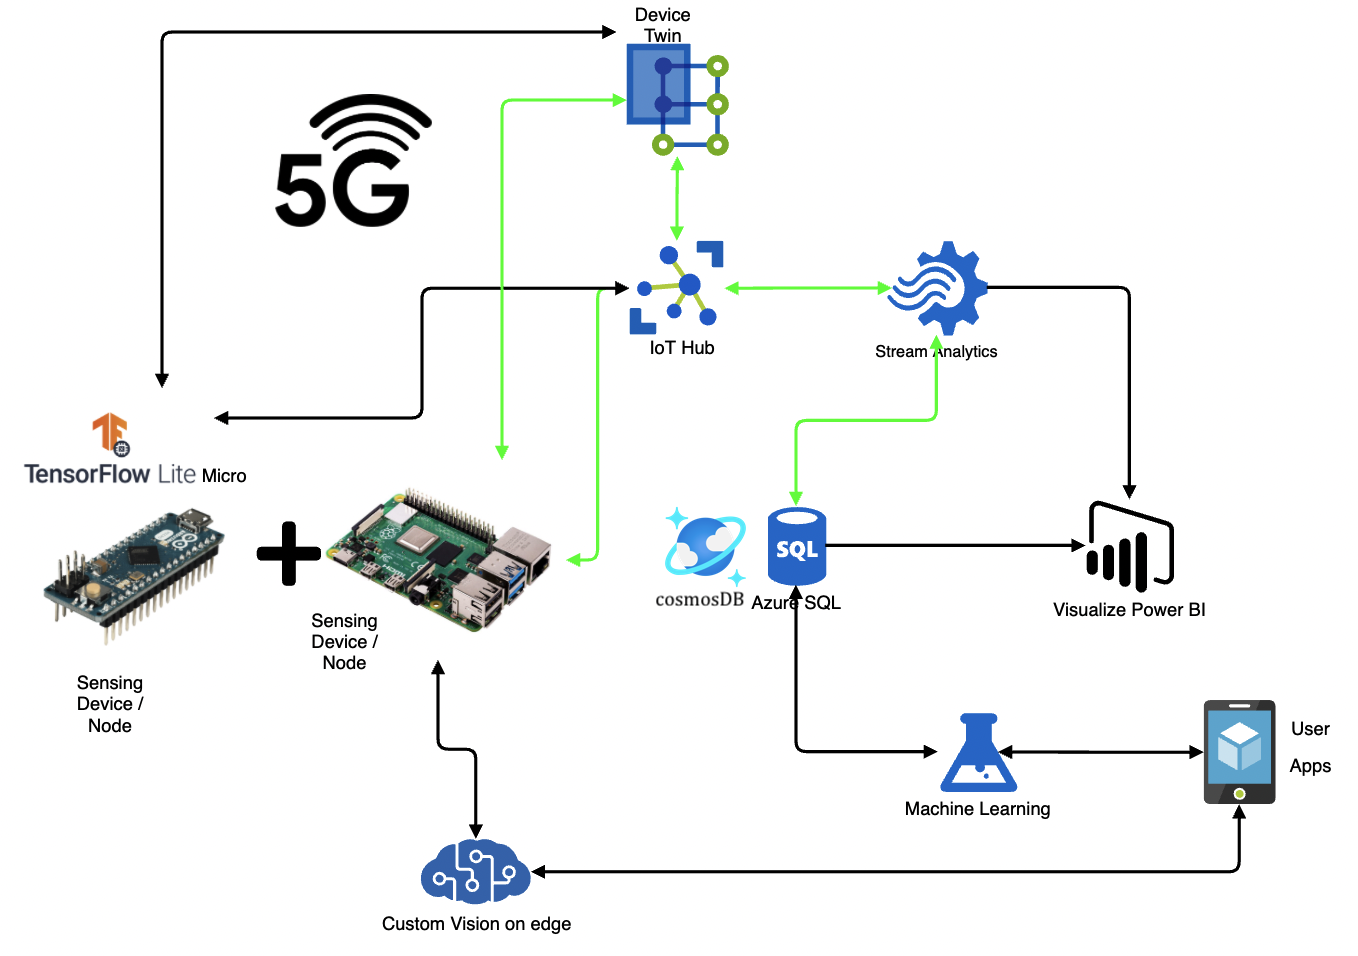 Device
Twin
5G
IoT Hub
Stream Analytics
TensorFlow Lite Micro
Sensing
Device /
Node
Sensing
Device /
Node
SQL
cosmosDB
Azure SQL
Visualize Power BI
User
Apps
Machine Learning
Custom Vision on edge